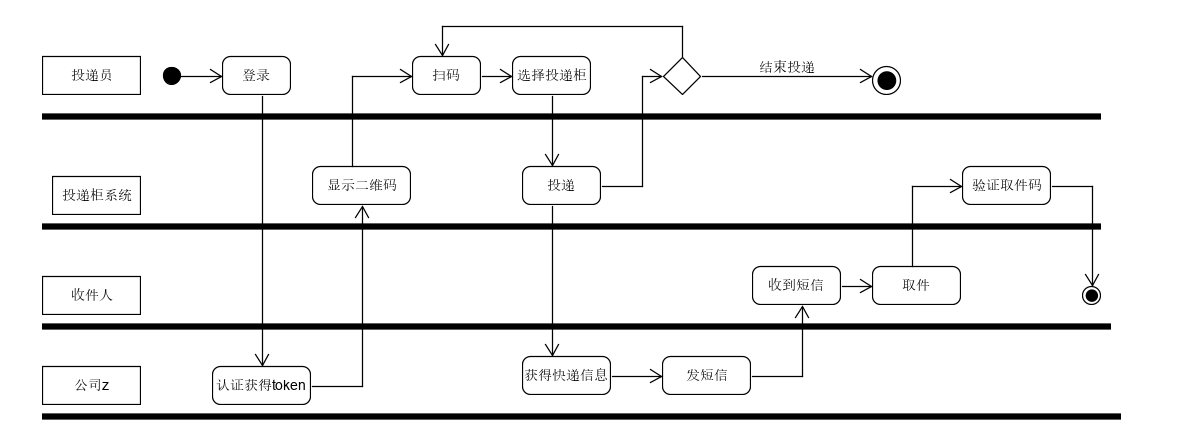 结束投递
投递员
登录
扫码
选择投递柜
投递柜系统
显示二维码
投递
验证取件码
收件人
收到短信
取件
公司z
认证获得token
获得快递信息
发短信